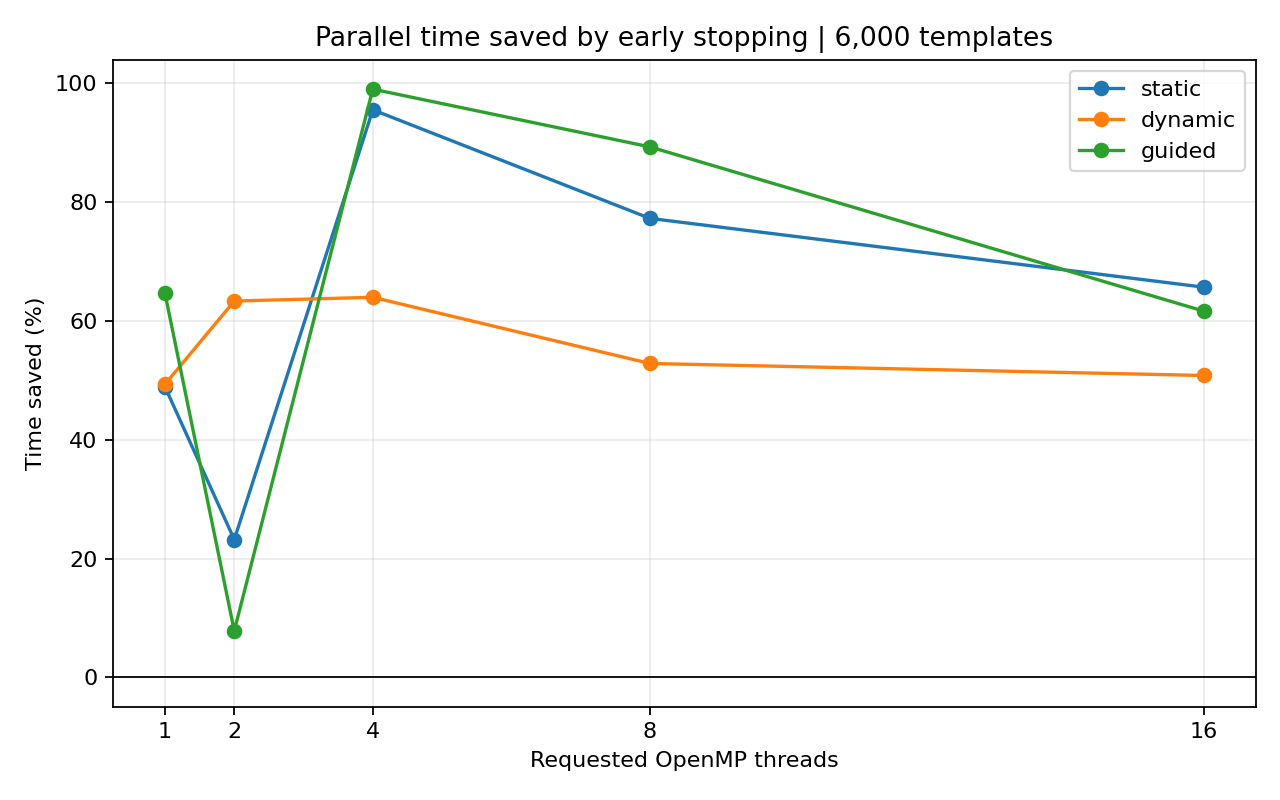 Parallel time saved by early stopping | 6,000 templates
static
dynamic
guided
Time saved (%)
100
80
60
40
20
0
1 2 4 8 16
Requested OpenMP threads